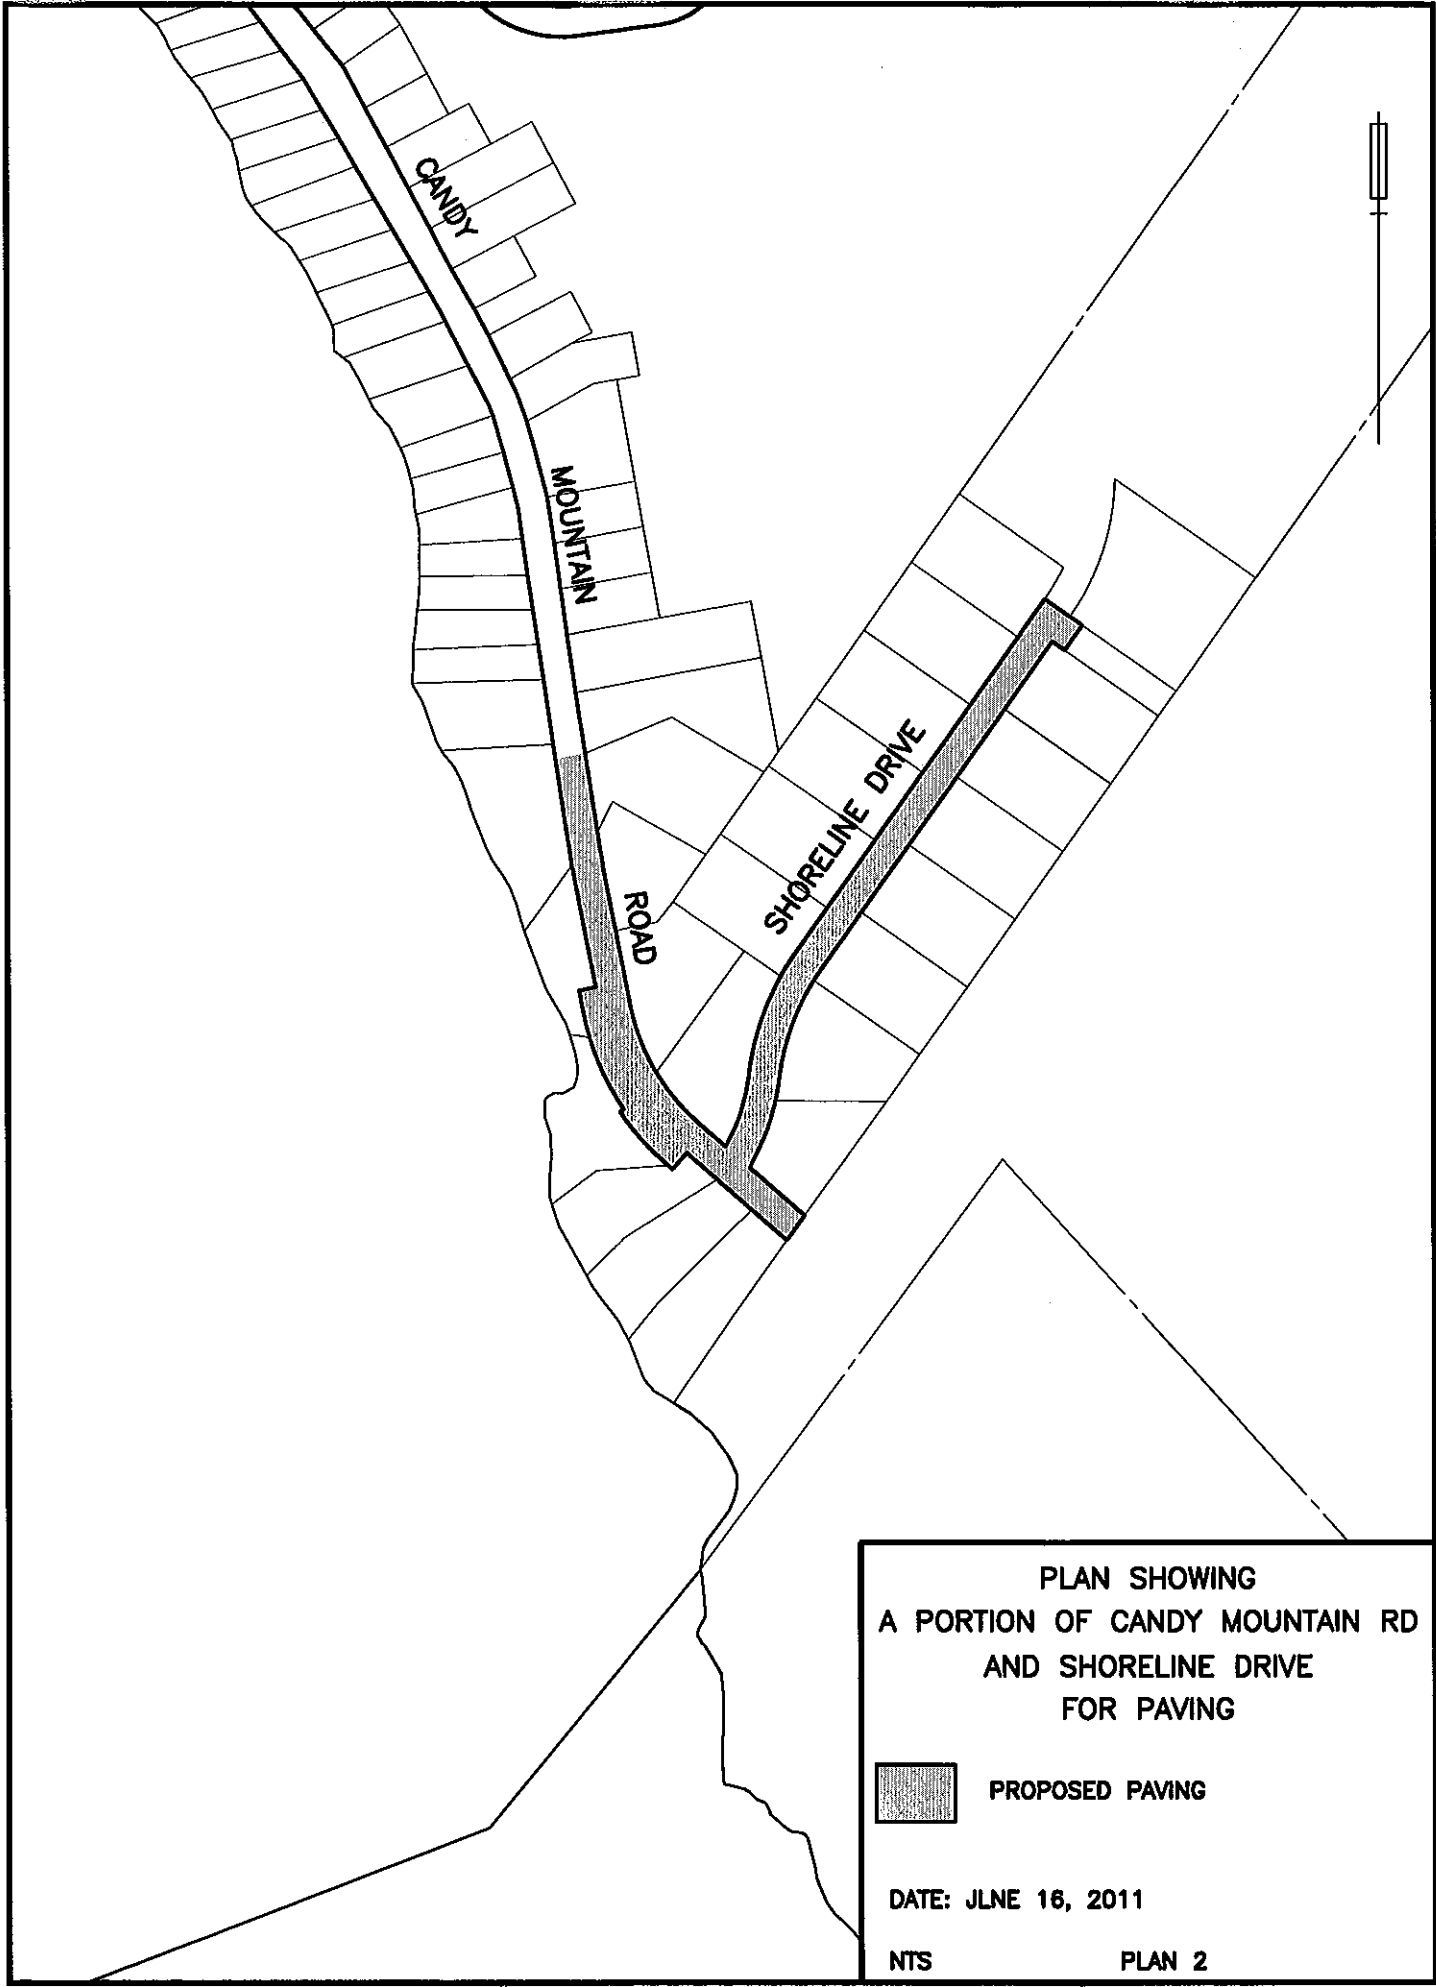 CANDY
MOUNTAIN
ROAD
SHORELINE DRIVE
PLAN SHOWING
A PORTION OF CANDY MOUNTAIN RD
AND SHORELINE DRIVE
FOR PAVING
PROPOSED PAVING
DATE: JLNE 16, 2011
NTS PLAN 2